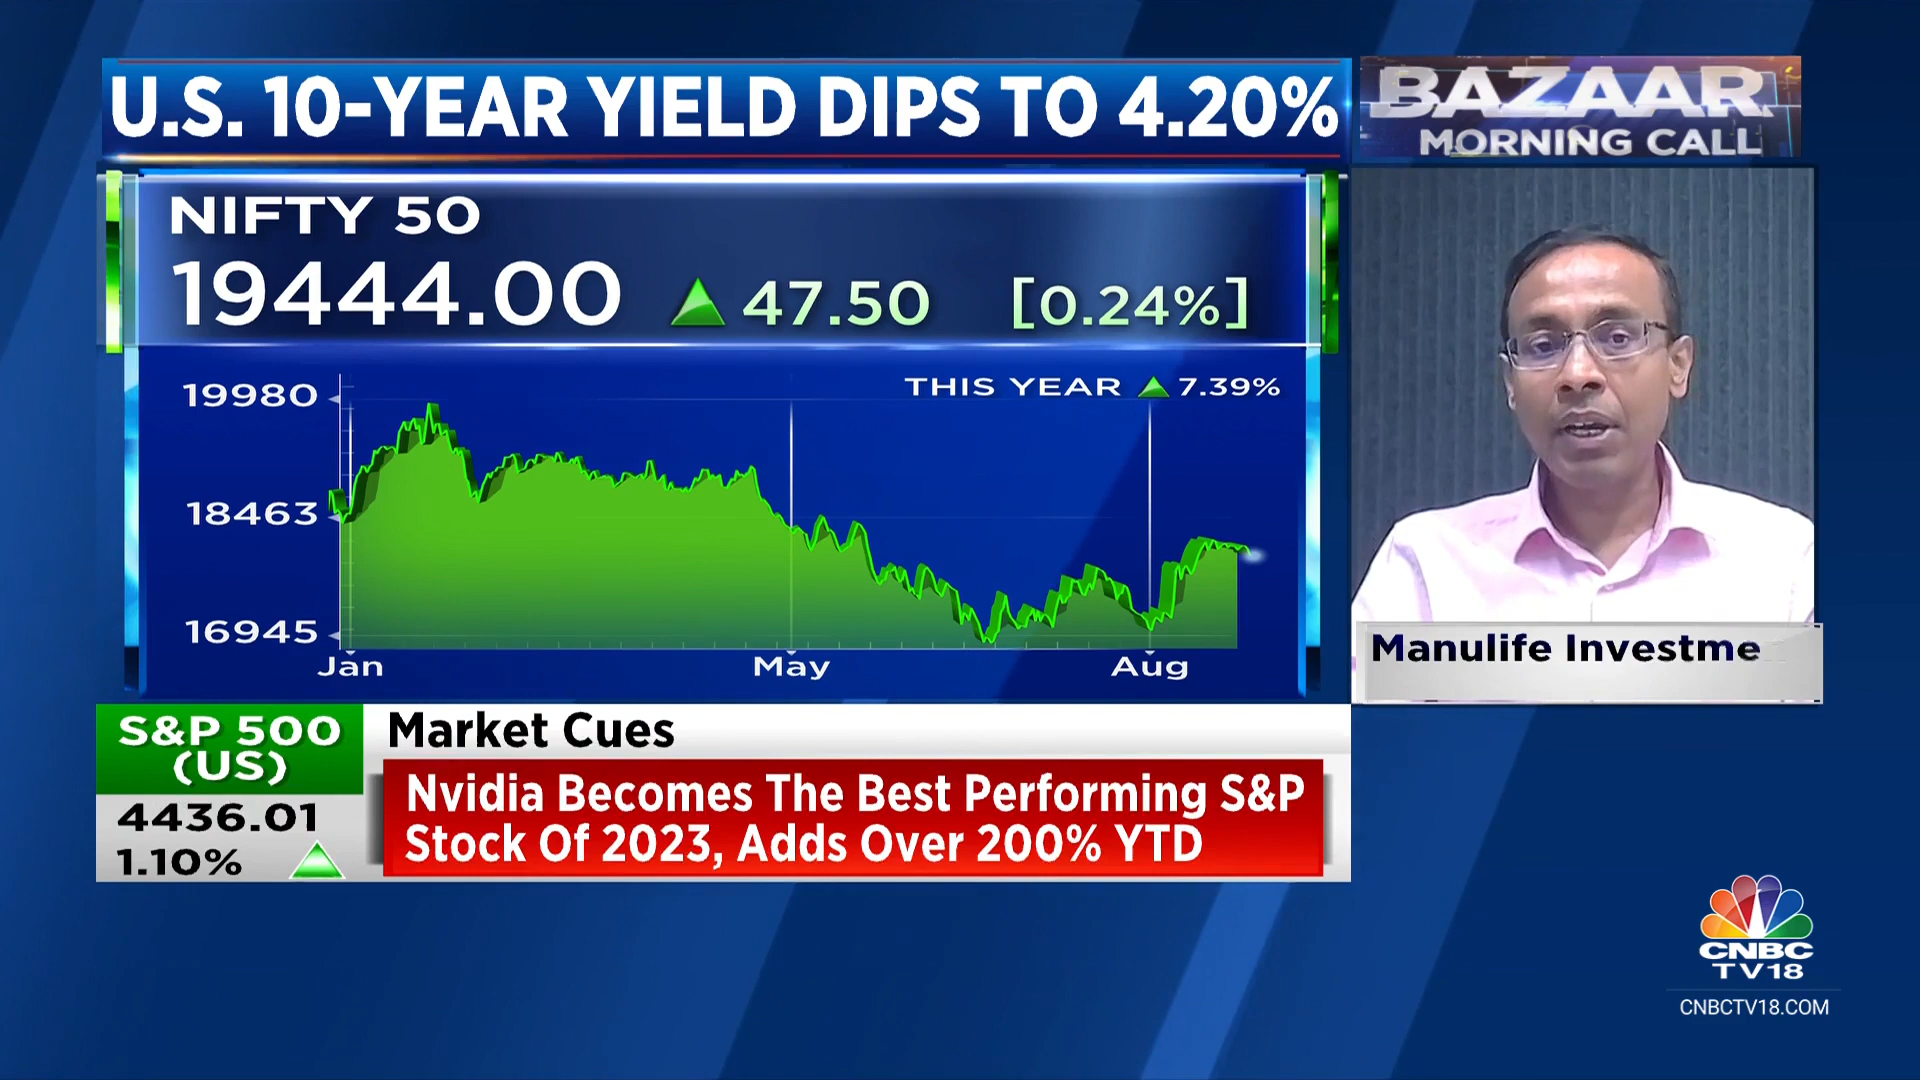 U.S. 10-YEAR YIELD DIPS TO 4.20%
BAZAAR
MORNING CALL
NIFTY 50
19444.00 ▲ 47.50 [0.24%]
THIS YEAR ▲ 7.39%
19980
18463
16945
Jan May Aug
Manulife Investme
S&P 500
(US)
4436.01
1.10%
Market Cues
Nvidia Becomes The Best Performing S&P
Stock Of 2023, Adds Over 200% YTD
CNBC
TV18
CNBCTV18.COM